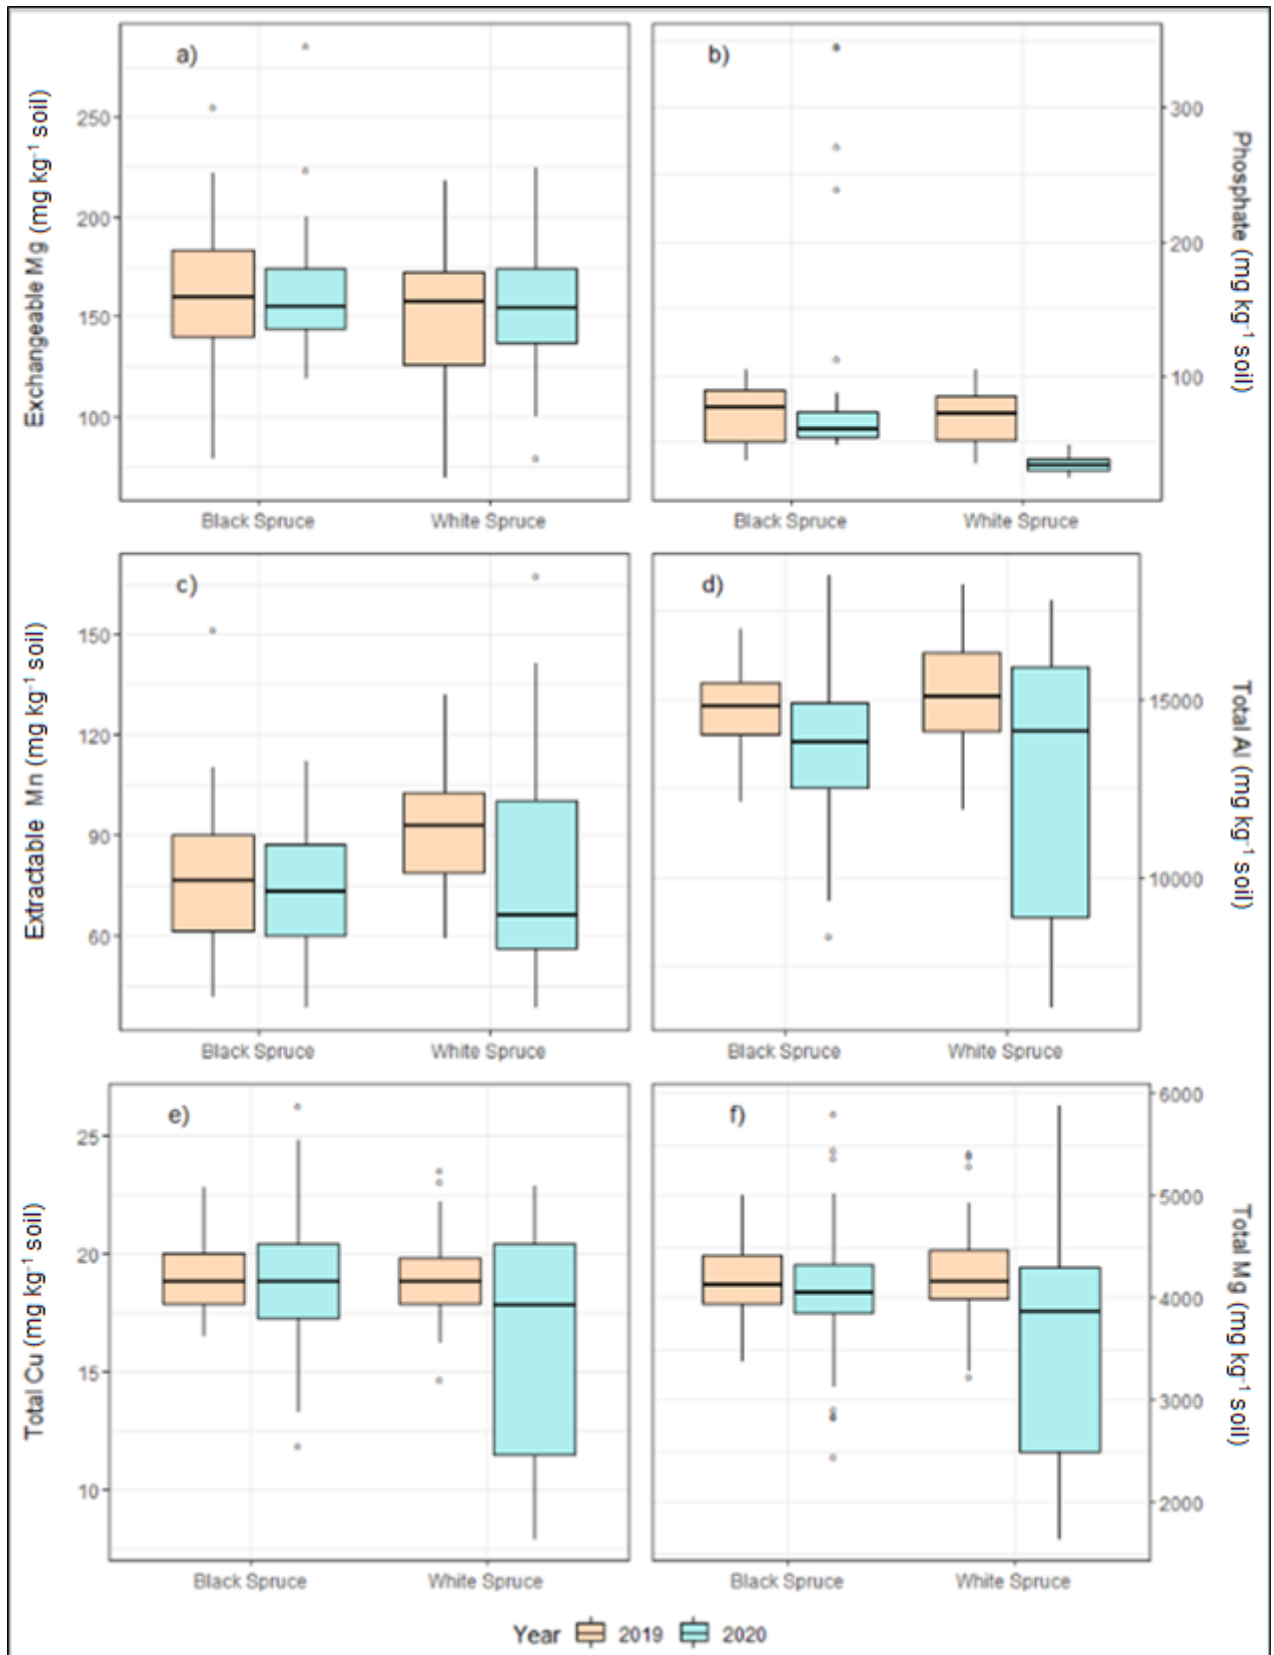 a)
Exchangeable Mg (mg kg⁻¹ soil)
250
200
150
100
Black Spruce
White Spruce
b)
300
200
100
Phosphate (mg kg⁻¹ soil)
Black Spruce
White Spruce
c)
Extractable Mn (mg kg⁻¹ soil)
150
120
90
60
Black Spruce
White Spruce
d)
15000
10000
Total Al (mg kg⁻¹ soil)
Black Spruce
White Spruce
e)
Total Cu (mg kg⁻¹ soil)
25
20
15
10
Black Spruce
White Spruce
f)
6000
5000
4000
3000
2000
Total Mg (mg kg⁻¹ soil)
Black Spruce
White Spruce
Year 2019 2020